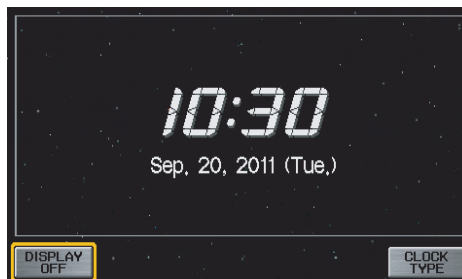 10:30
Sep. 20, 2011 (Tue.)
DISPLAY
OFF
CLOCK
TYPE